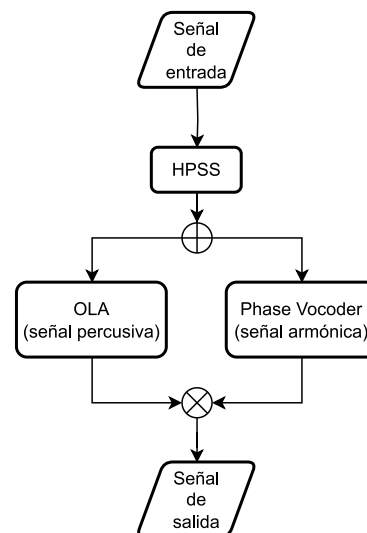 Señal
de
entrada
HPSS
OLA
(señal percusiva)
Phase Vocoder
(señal armónica)
Señal
de
salida